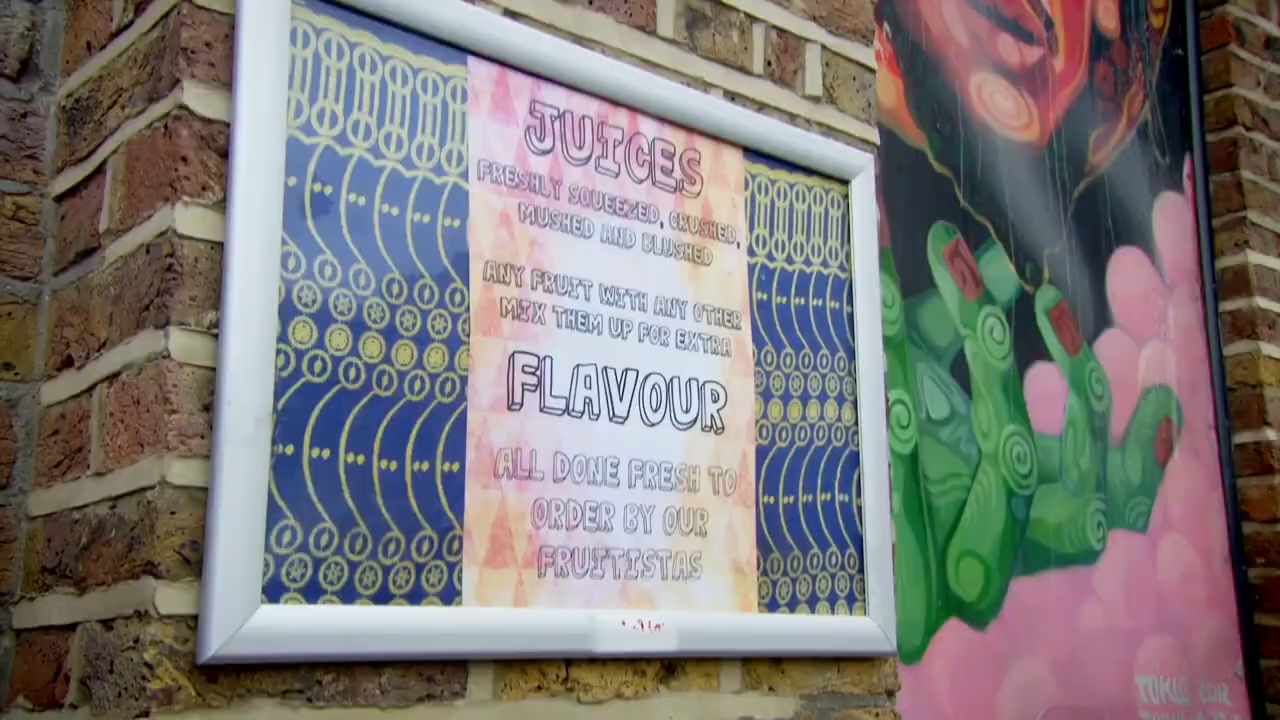 JUICES
FRESHLY SQUEEZED, CRUSHED,
MUSHED AND BLUSHED
ANY FRUIT WITH ANY OTHER
MIX THEM UP FOR EXTRA
FLAVOUR
ALL DONE FRESH TO
ORDER BY OUR
FRUITISTAS